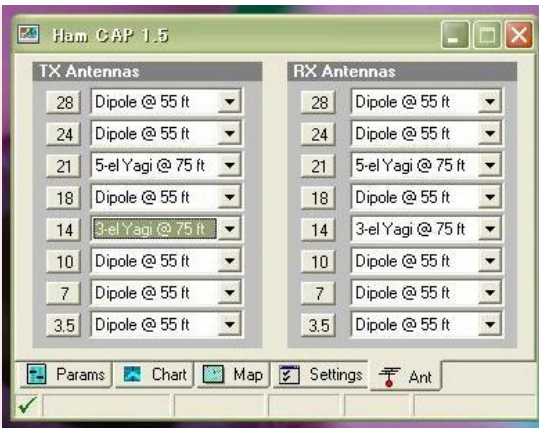 Ham CAP 1.5
TX Antennas RX Antennas
28 Dipole @ 55 ft 28 Dipole @ 55 ft
24 Dipole @ 55 ft 24 Dipole @ 55 ft
21 5-el Yagi @ 75 ft 21 5-el Yagi @ 75 ft
18 Dipole @ 55 ft 18 Dipole @ 55 ft
14 3-el Yagi @ 75 ft 14 3-el Yagi @ 75 ft
10 Dipole @ 55 ft 10 Dipole @ 55 ft
7 Dipole @ 55 ft 7 Dipole @ 55 ft
3.5 Dipole @ 55 ft 3.5 Dipole @ 55 ft
Params Chart Map Settings Ant